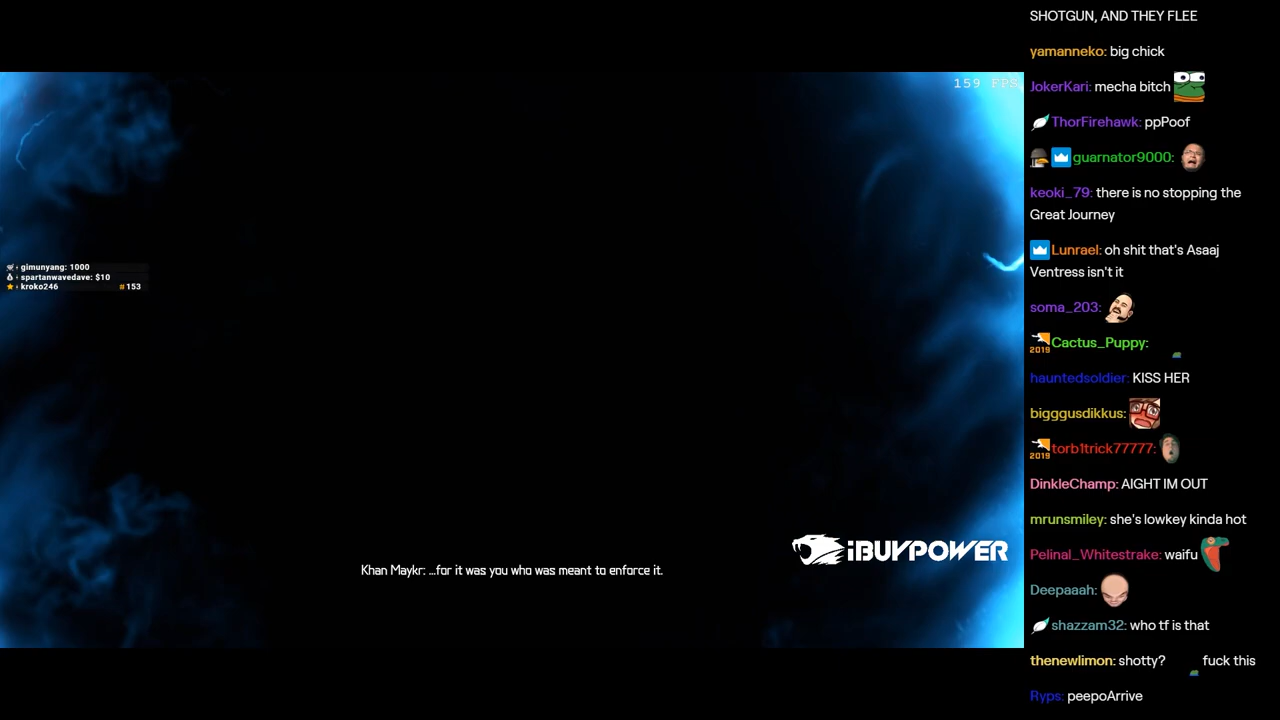 159 FPS
gimunyang: 1000
spartanwavedave: $10
kroko246 #153
iBUYPOWER
Khan Maykr: ...for it was you who was meant to enforce it.
SHOTGUN, AND THEY FLEE
yamanneko: big chick
JokerKari: mecha bitch
ThorFirehawk: ppPoof
guarnator9000:
keoki_79: there is no stopping the
Great Journey
Lunrael: oh shit that's Asaaj
Ventress isn't it
soma_203:
2019 Cactus_Puppy:
hauntedsoldier: KISS HER
bigggusdikkus:
2019 torb1trick77777:
DinkleChamp: AIGHT IM OUT
mrunsmiley: she's lowkey kinda hot
Pelinal_Whitestrake: waifu
Deepaaah:
shazzam32: who tf is that
thenewlimon: shotty? fuck this
Ryps: peepoArrive